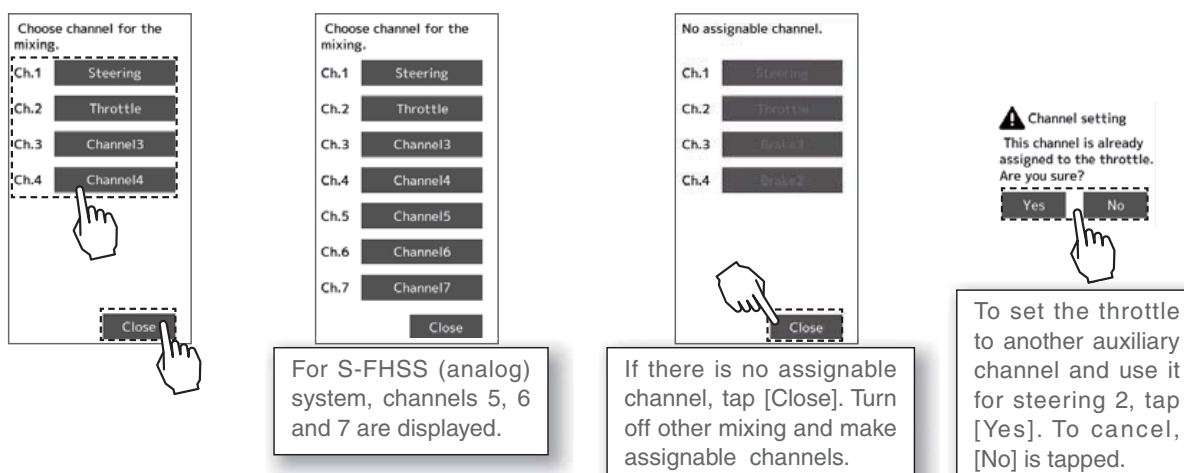 Choose channel for the
mixing.
Ch.1 Steering
Ch.2 Throttle
Ch.3 Channel3
Ch.4 Channel4
Close
Choose channel for the
mixing.
Ch.1 Steering
Ch.2 Throttle
Ch.3 Channel3
Ch.4 Channel4
Ch.5 Channel5
Ch.6 Channel6
Ch.7 Channel7
Close
For S-FHSS (analog)
system, channels 5, 6
and 7 are displayed.
No assignable channel.
Ch.1 Steering
Ch.2 Throttle
Ch.3 Brake3
Ch.4 Brake2
Close
If there is no assignable
channel, tap [Close]. Turn
off other mixing and make
assignable channels.
Channel setting
This channel is already
assigned to the throttle.
Are you sure?
Yes No
To set the throttle
to another auxiliary
channel and use it
for steering 2, tap
[Yes]. To cancel,
[No] is tapped.